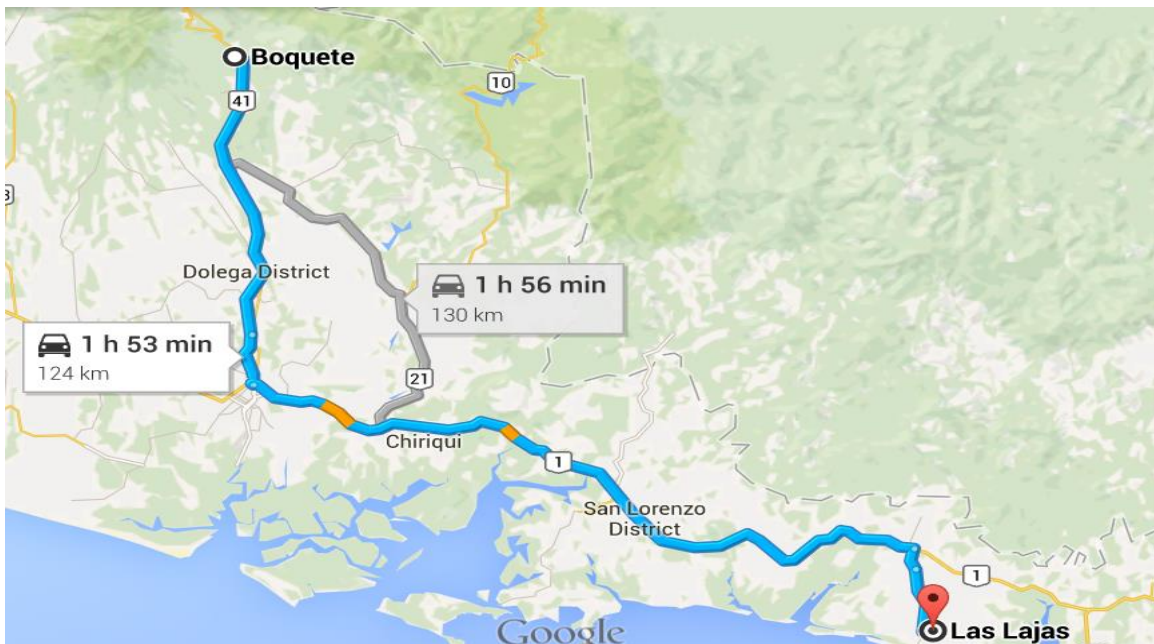 Boquete
10
41
Dolega District
1 h 56 min
130 km
1 h 53 min
124 km
21
Chiriqui
1
San Lorenzo
District
1
Las Lajas
Google